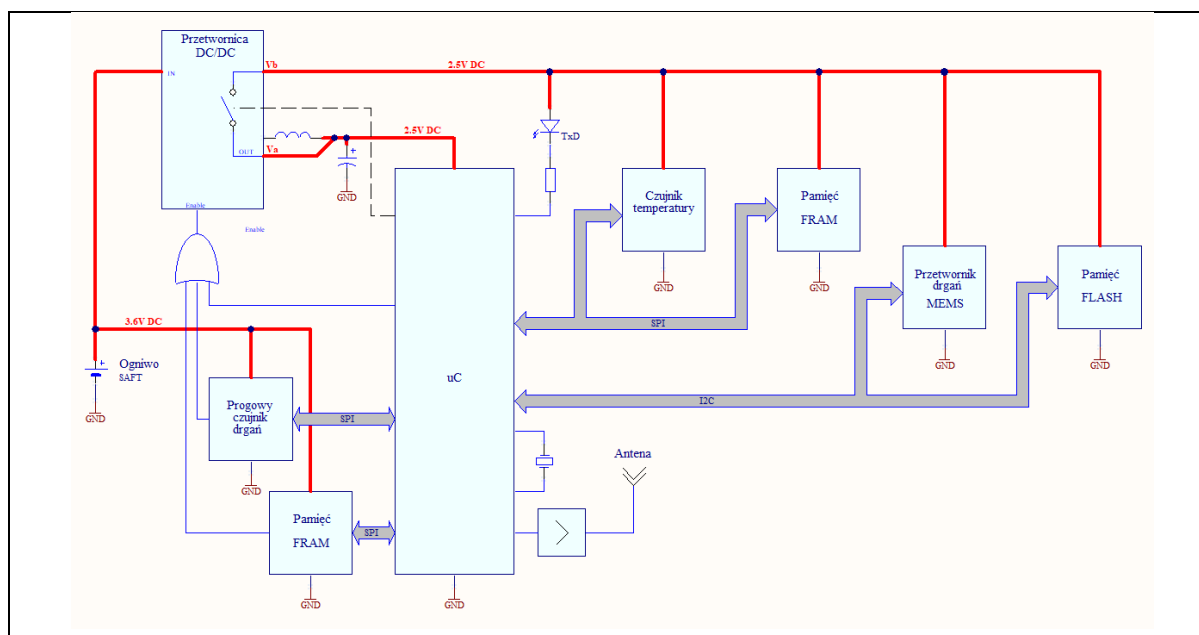 Przetwornica
DC/DC
IN
Vb
2.5V DC
2.5V DC
OUT
Va
TxD
GND
Enable
Enable
Czujnik
temperatury
Pamięć
FRAM
GND
GND
Przetwornik
drgań
MEMS
Pamięć
FLASH
SPI
3.6V DC
GND
GND
Ogniwo
SAFT
uC
GND
Progowy
czujnik
drgań
SPI
I2C
GND
Antena
Pamięć
FRAM
SPI
GND
GND